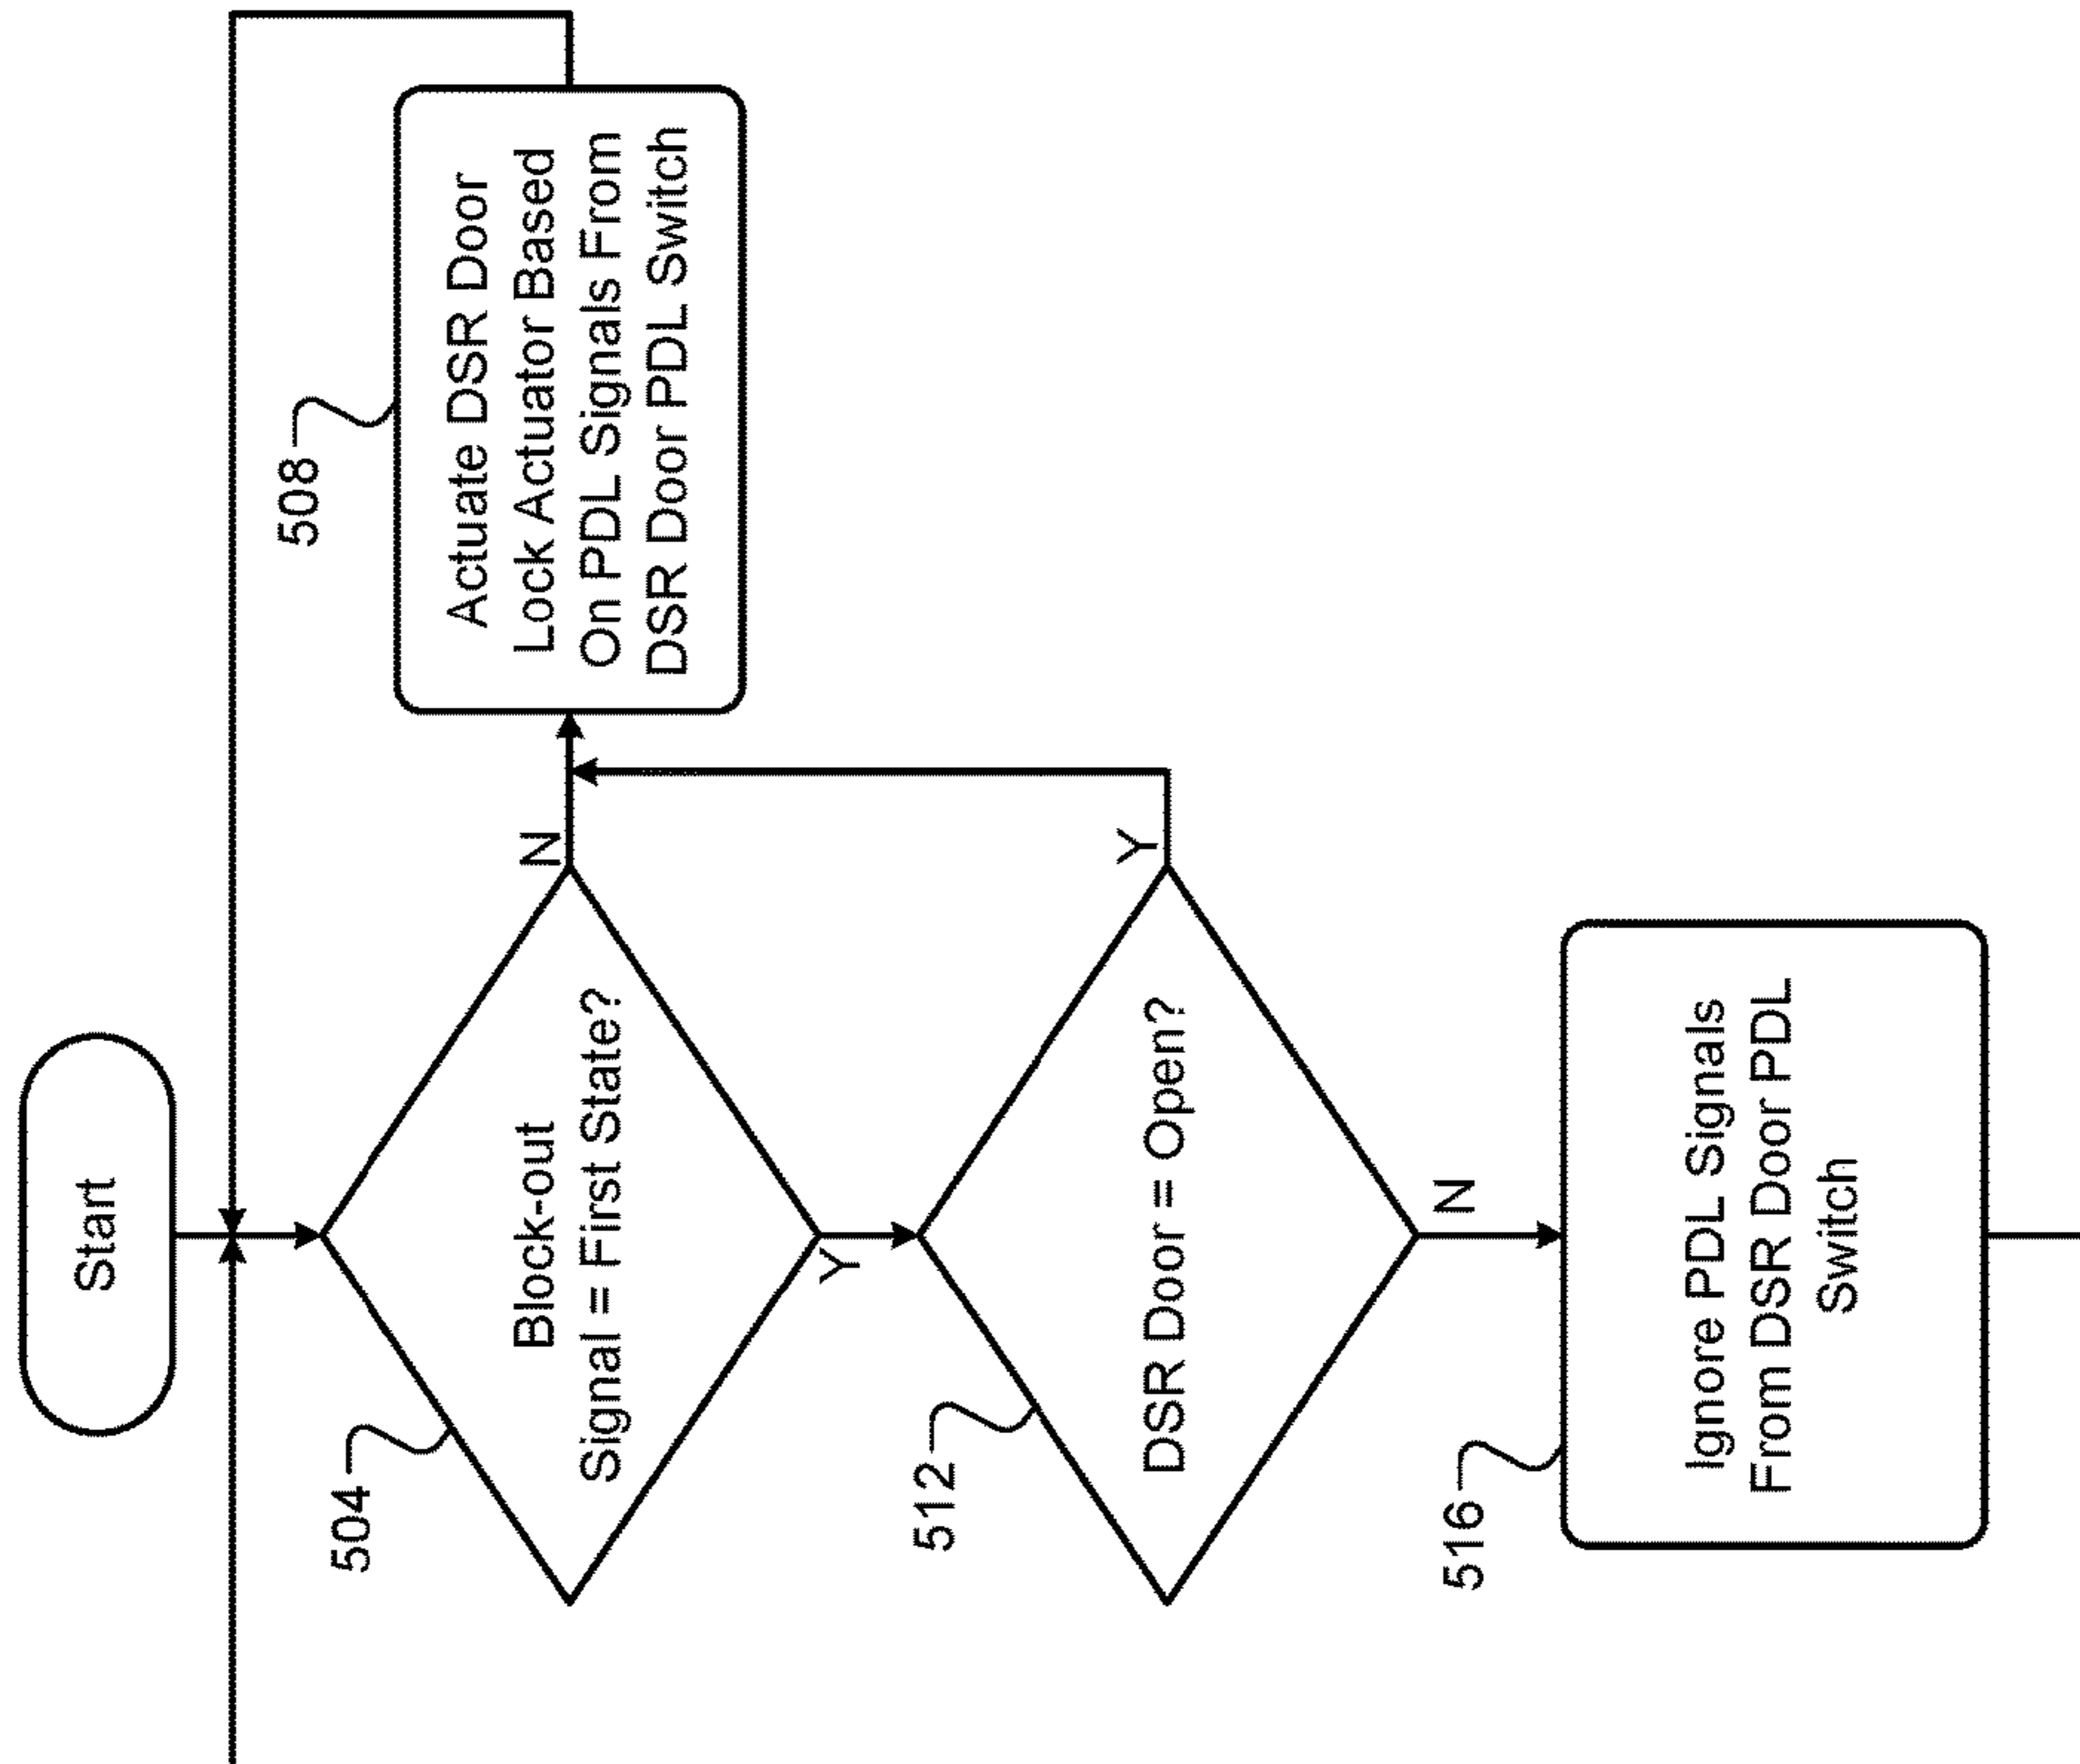 Start
504
Block-out
Signal = First State?
N
Y
508
Actuate DSR Door
Lock Actuator Based
On PDL Signals From
DSR Door PDL Switch
512
DSR Door = Open?
Y
N
516
Ignore PDL Signals
From DSR Door PDL
Switch